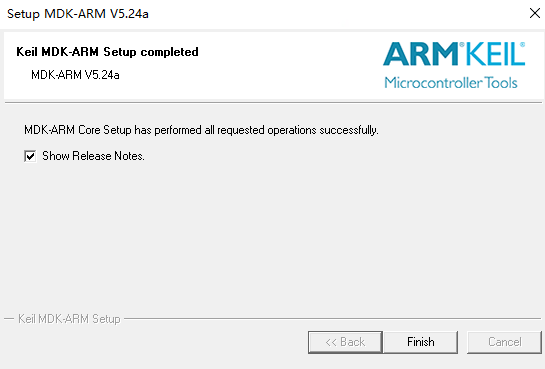 Setup MDK-ARM V5.24a
Keil MDK-ARM Setup completed
MDK-ARM V5.24a
ARM®KEIL®
Microcontroller Tools
MDK-ARM Core Setup has performed all requested operations successfully.
Show Release Notes.
Keil MDK-ARM Setup
<< Back
Finish
Cancel